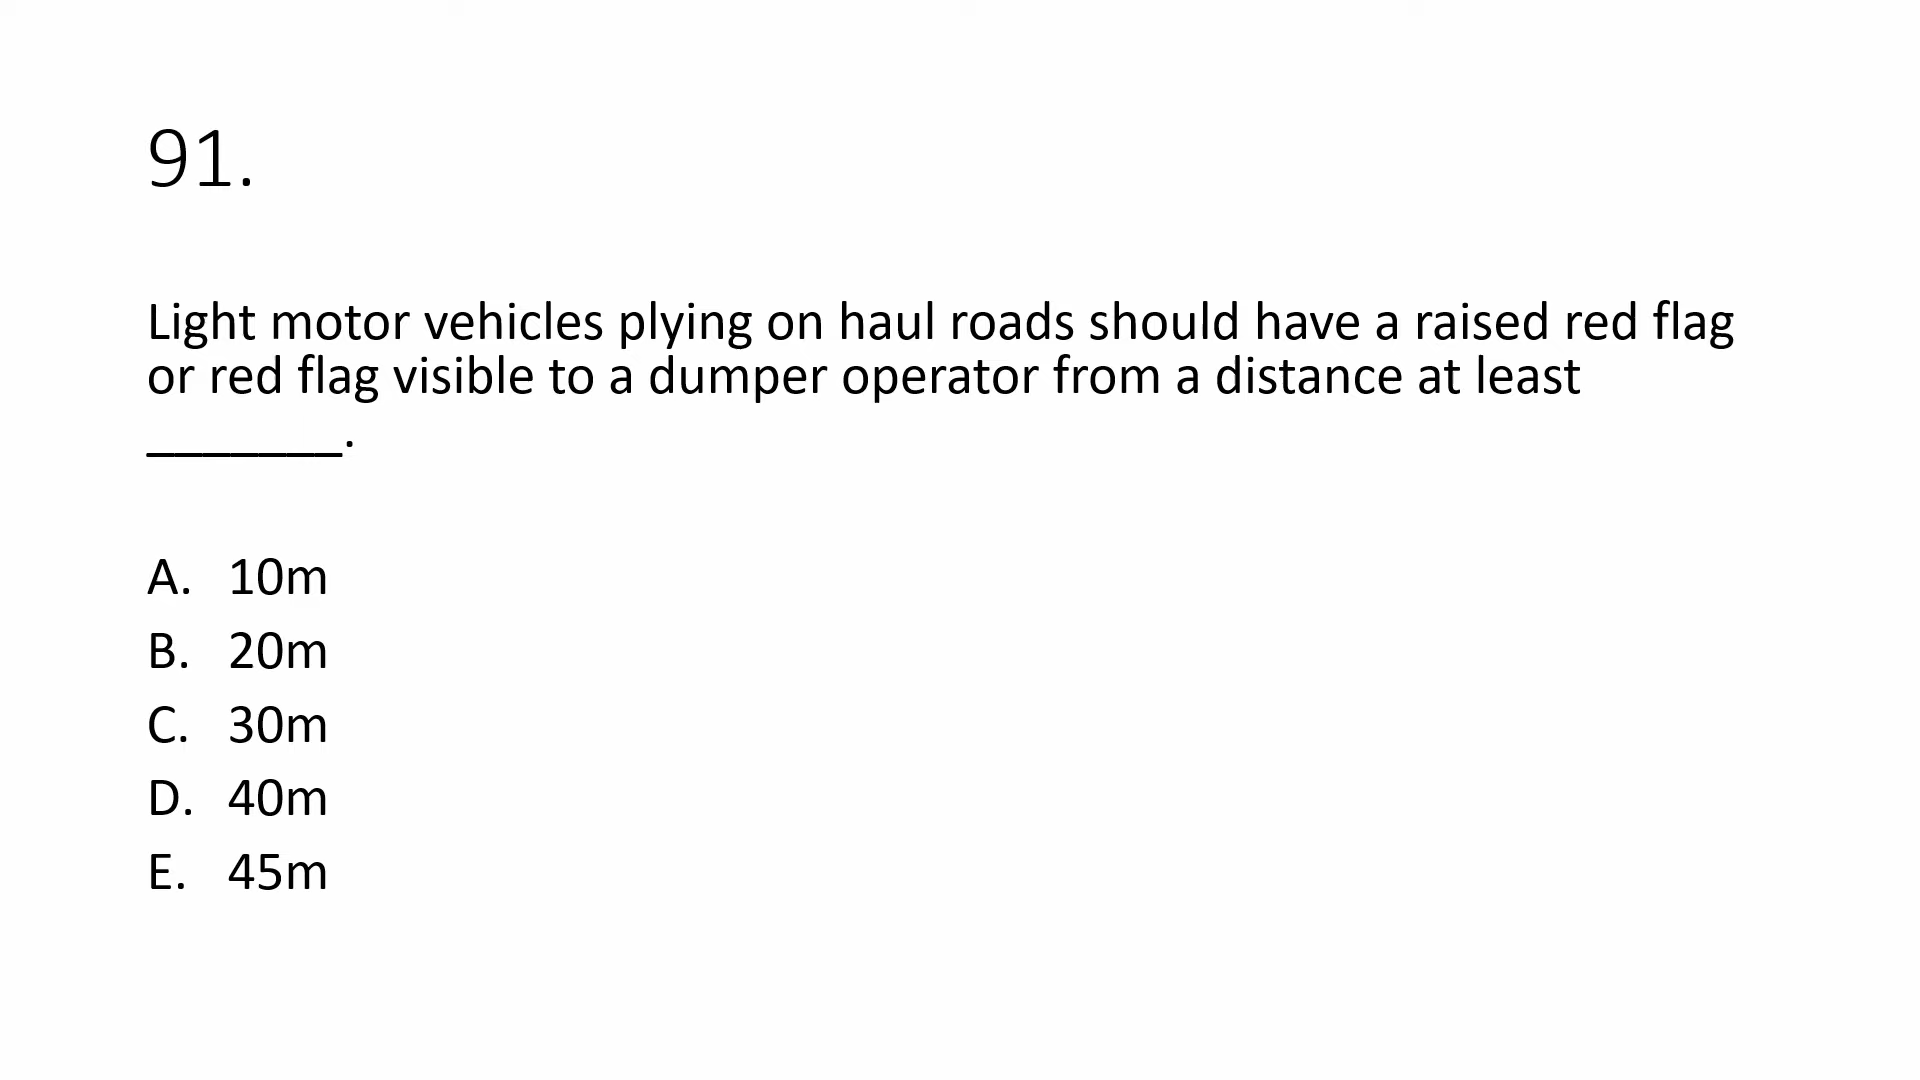 91.
Light motor vehicles plying on haul roads should have a raised red flag
or red flag visible to a dumper operator from a distance at least
_______.
A. 10m
B. 20m
C. 30m
D. 40m
E. 45m